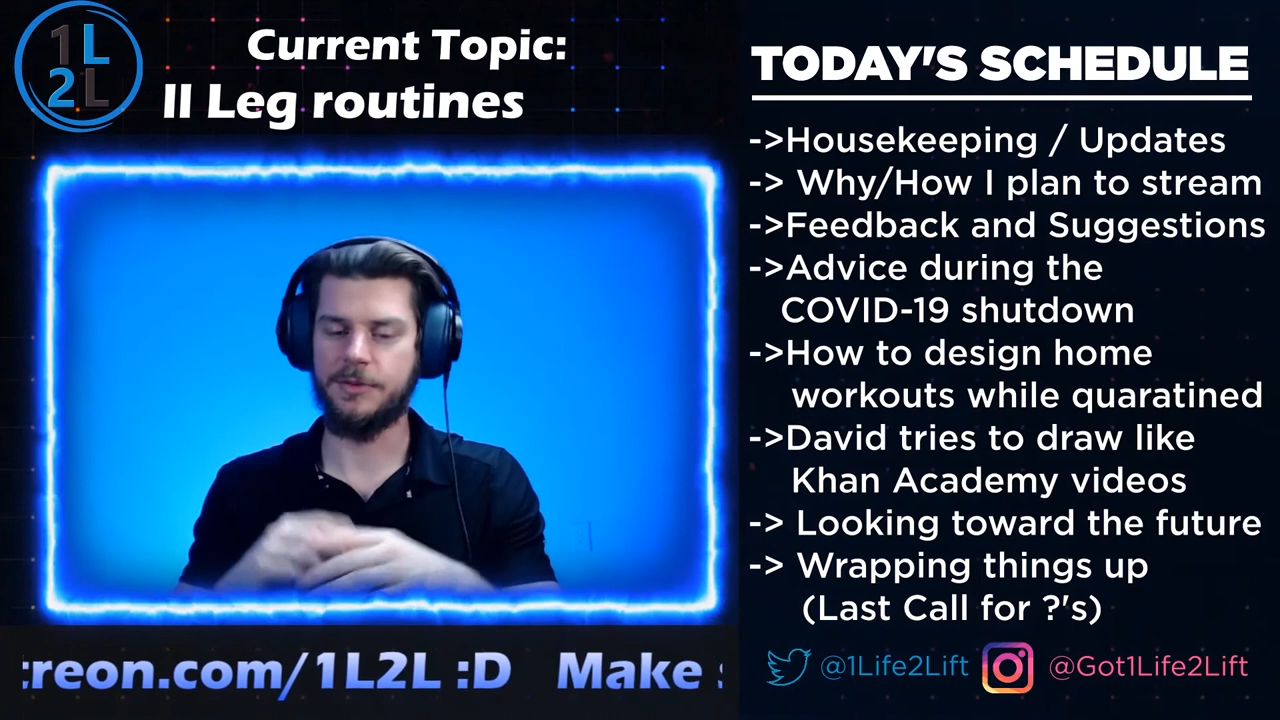 1L
2L
Current Topic:
ll Leg routines
TODAY'S SCHEDULE
->Housekeeping / Updates
-> Why/How I plan to stream
->Feedback and Suggestions
->Advice during the
COVID-19 shutdown
->How to design home
workouts while quaratined
->David tries to draw like
Khan Academy videos
-> Looking toward the future
-> Wrapping things up
(Last Call for ?'s)
reon.com/1L2L :D Make
@1Life2Lift @Got1Life2Lift